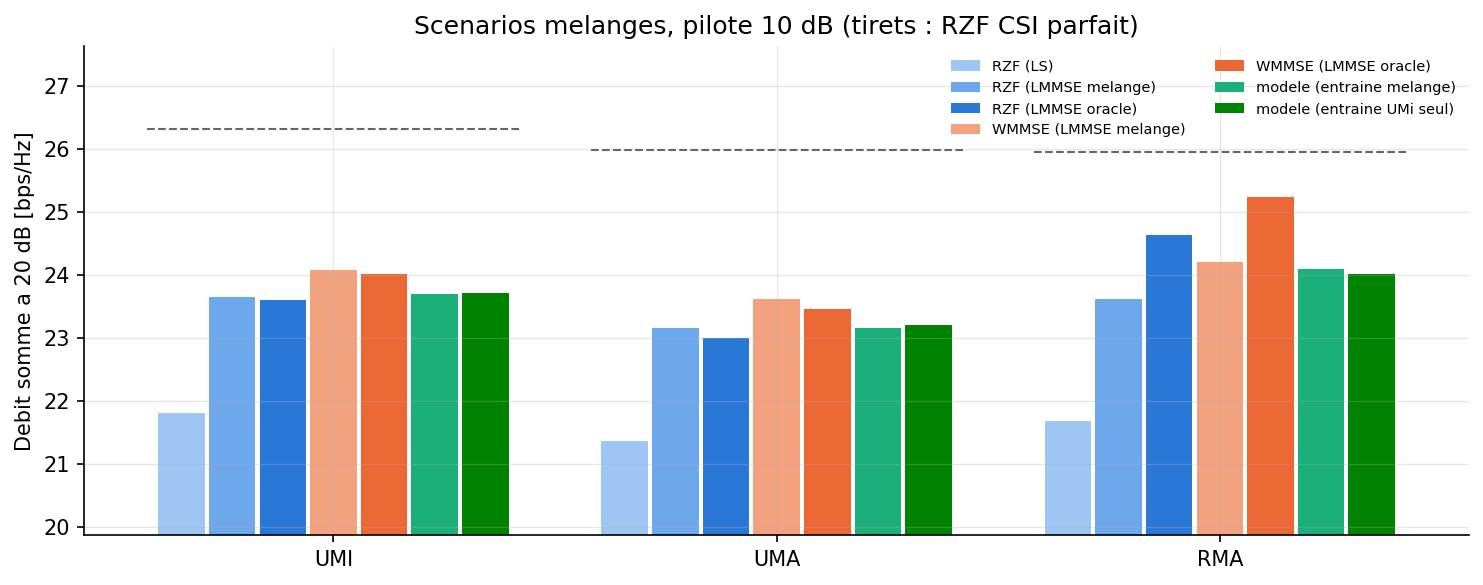 Scenarios melanges, pilote 10 dB (tirets : RZF CSI parfait)
Debit somme a 20 dB [bps/Hz]
27
26
25
24
23
22
21
20
RZF (LS)
RZF (LMMSE melange)
RZF (LMMSE oracle)
WMMSE (LMMSE melange)
WMMSE (LMMSE oracle)
modele (entraine melange)
modele (entraine UMi seul)
UMI
UMA
RMA